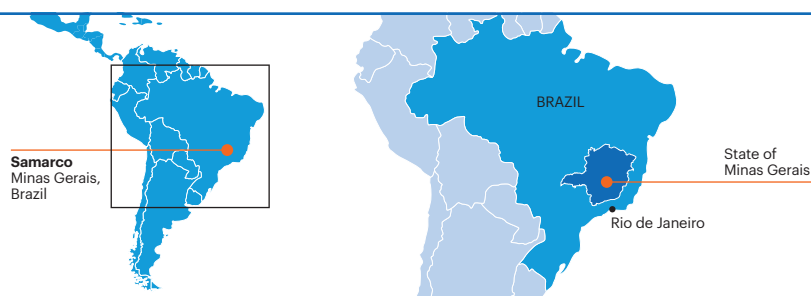 Samarco
Minas Gerais,
Brazil
BRAZIL
State of
Minas Gerais
Rio de Janeiro